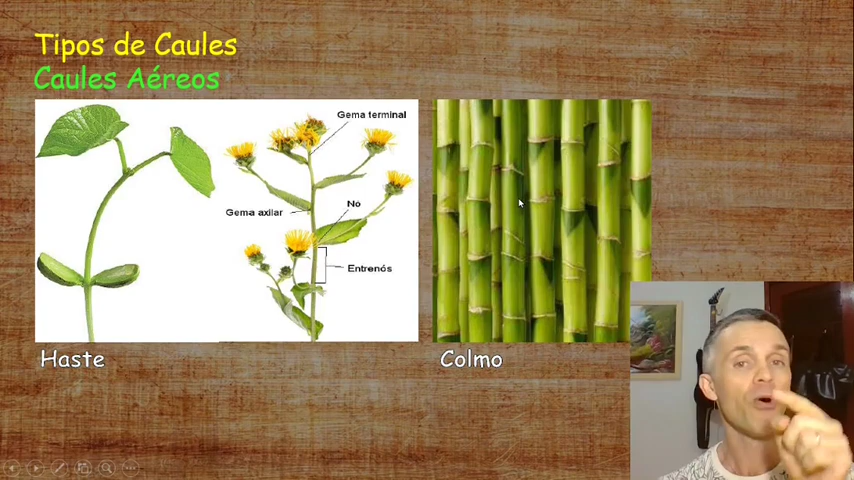 Tipos de Caules
Caules Aéreos
Gema terminal
Gema axilar
Nó
Entrenós
Haste
Colmo